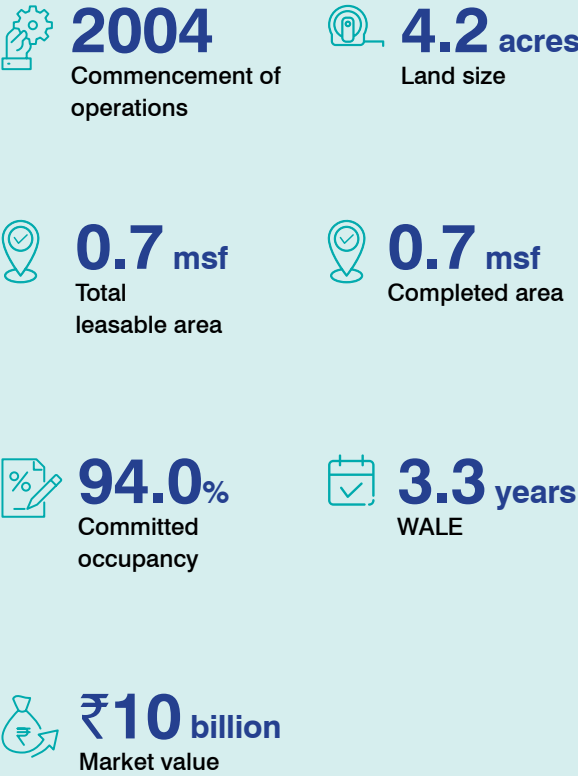 2004
Commencement of
operations
4.2 acres
Land size
0.7 msf
Total
leasable area
0.7 msf
Completed area
94.0%
Committed
occupancy
3.3 years
WALE
₹10 billion
Market value